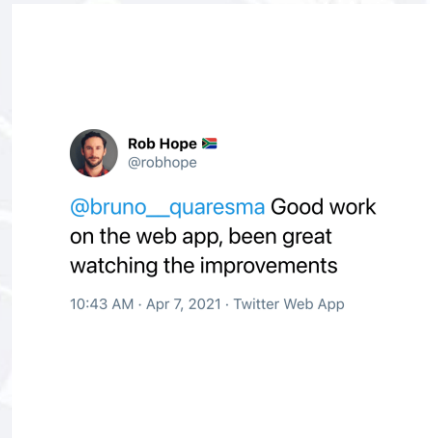 Rob Hope 🇿🇦
@robhope
@bruno__quaresma Good work
on the web app, been great
watching the improvements
10:43 AM · Apr 7, 2021 · Twitter Web App